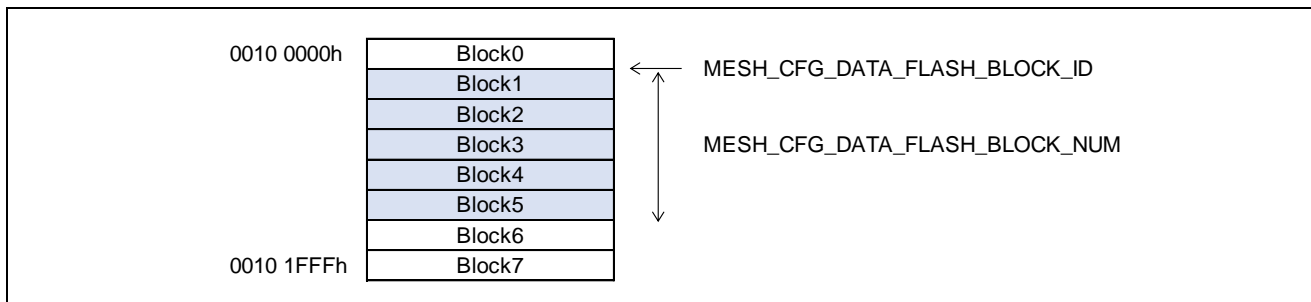 0010 0000h Block0
MESH_CFG_DATA_FLASH_BLOCK_ID
Block1
Block2
Block3 MESH_CFG_DATA_FLASH_BLOCK_NUM
Block4
Block5
Block6
0010 1FFFh Block7